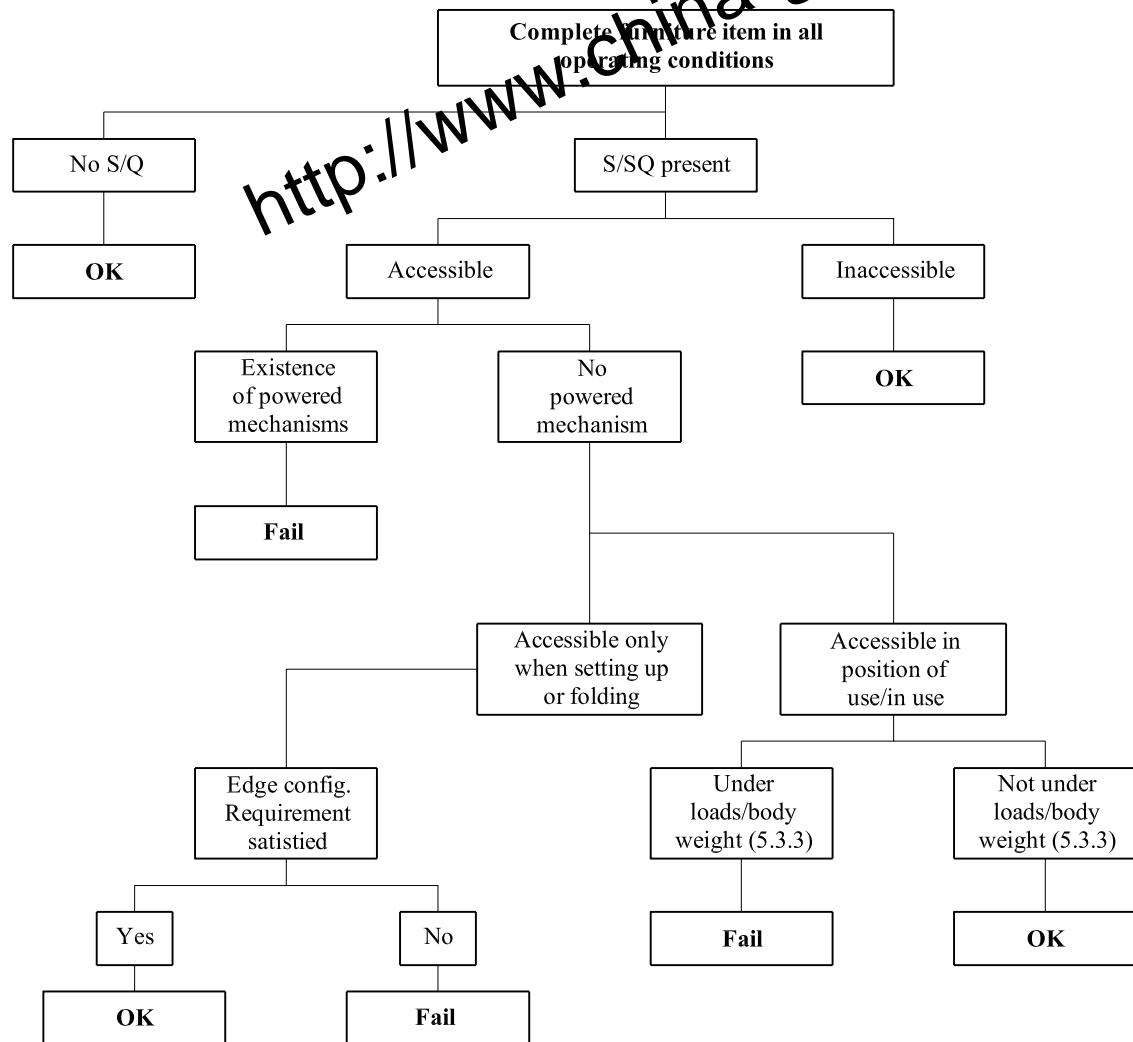 Complete furniture item in all
operating conditions
http://www.china-
No S/Q
S/SQ present
OK
Accessible
Inaccessible
Existence
of powered
mechanisms
No
powered
mechanism
OK
Fail
Accessible only
when setting up
or folding
Accessible in
position of
use/in use
Edge config.
Requirement
satistied
Under
loads/body
weight (5.3.3)
Not under
loads/body
weight (5.3.3)
Yes
No
Fail
OK
OK
Fail